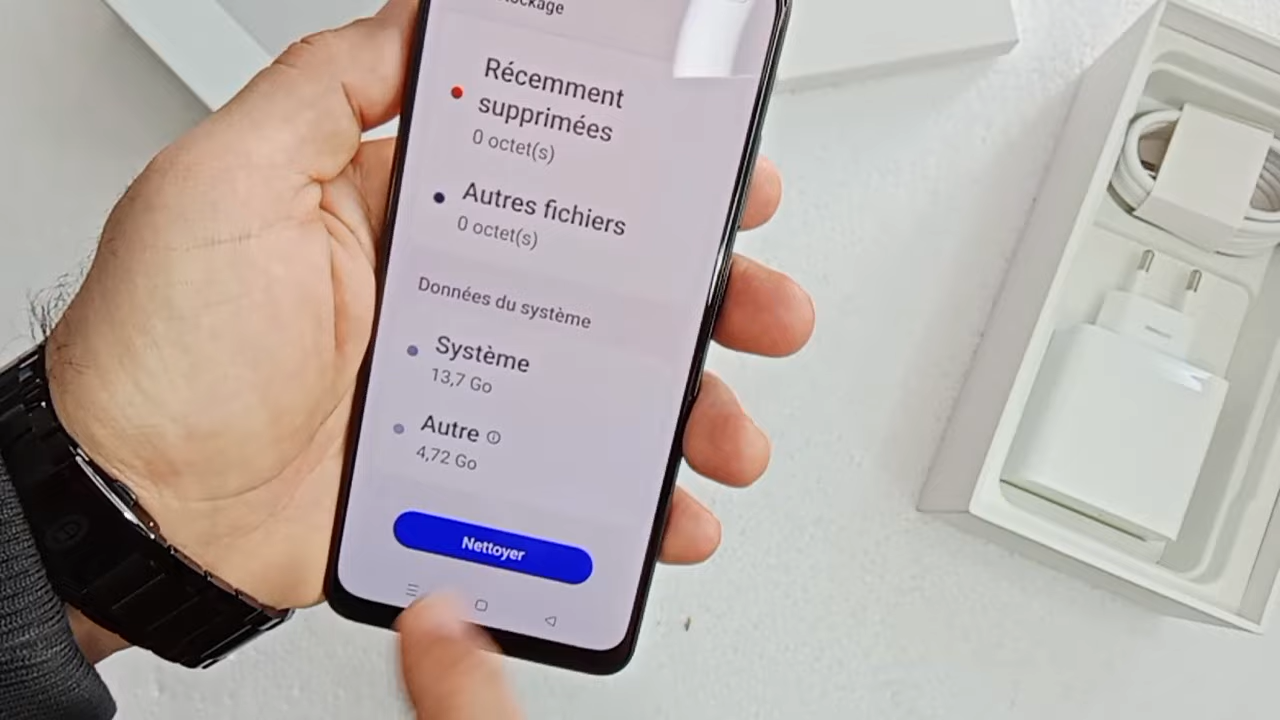 Récemment
supprimées
0 octet(s)
Autres fichiers
0 octet(s)
Données du système
Système
13,7 Go
Autre
4,72 Go
Nettoyer